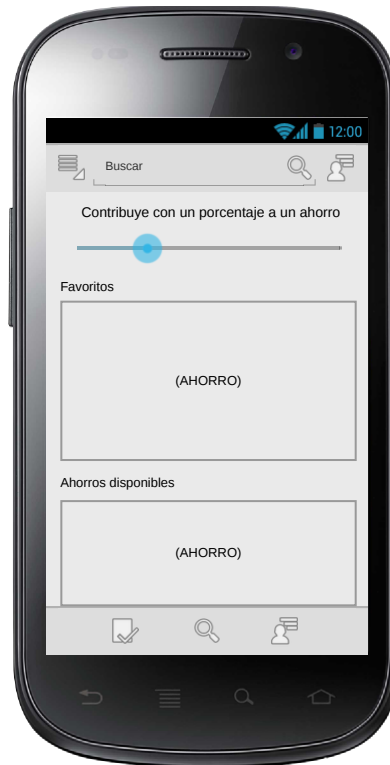 12:00
Buscar
Contribuye con un porcentaje a un ahorro
Favoritos
(AHORRO)
Ahorros disponibles
(AHORRO)